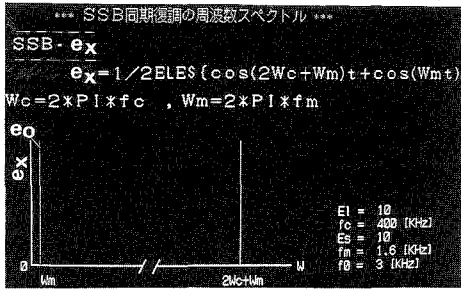 *** SSB同期復調の周波数スペクトル ***
SSB- ex
ex=1/2ELES{cos(2Wc+Wm)t+cos(Wmt)
Wc=2*PI*fc , Wm=2*PI*fm
eo
ex
El = 10
fc = 400 [KHz]
Es = 10
fm = 1.6 [KHz]
f0 = 3 [KHz]
0
Wm
2Wc+Wm
W